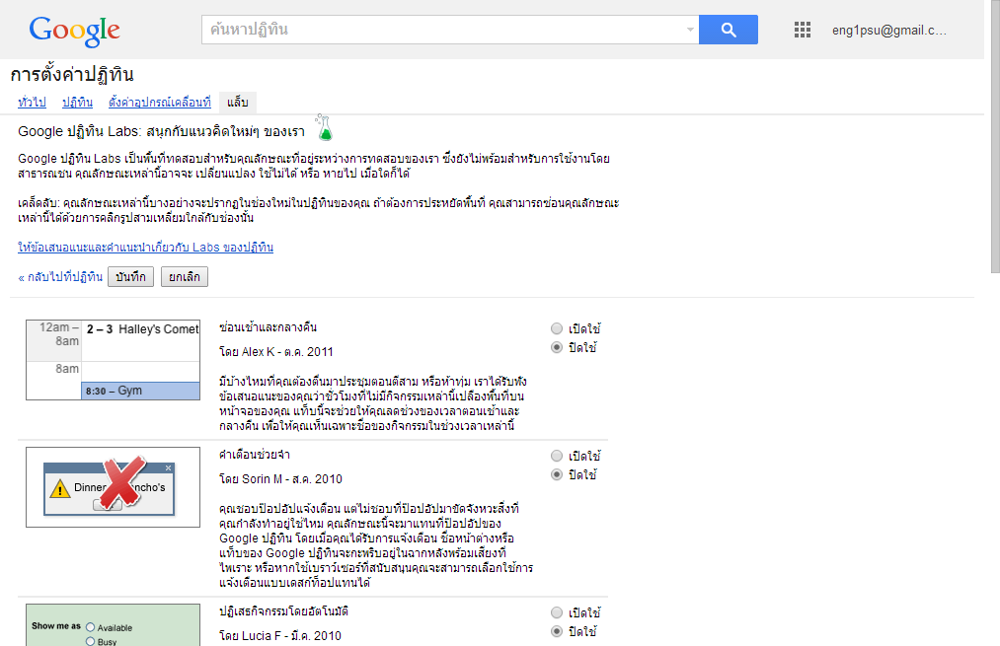 Google
ค้นหาปฏิทิน
eng1psu@gmail.c...
การตั้งค่าปฏิทิน
ทั่วไป ปฏิทิน ตั้งค่าอุปกรณ์เคลื่อนที่ แล็บ
Google ปฏิทิน Labs: สนุกกับแนวคิดใหม่ๆ ของเรา
Google ปฏิทิน Labs เป็นพื้นที่ทดสอบสำหรับคุณลักษณะที่อยู่ระหว่างการทดสอบของเรา ซึ่งยังไม่พร้อมสำหรับการใช้งานโดย
สาธารณชน คุณลักษณะเหล่านี้อาจจะ เปลี่ยนแปลง ใช้ไม่ได้ หรือ หายไป เมื่อใดก็ได้
เคล็ดลับ: คุณลักษณะเหล่านี้บางอย่างจะปรากฏในช่องใหม่ในปฏิทินของคุณ ถ้าต้องการประหยัดพื้นที่ คุณสามารถซ่อนคุณลักษณะ
เหล่านี้ได้ด้วยการคลิกรูปสามเหลี่ยมใกล้กับช่องนั้น
ให้ข้อเสนอแนะและคำแนะนำเกี่ยวกับ Labs ของปฏิทิน
« กลับไปที่ปฏิทิน บันทึก ยกเลิก
12am –
8am
2 – 3 Halley's Comet
8am
8:30 – Gym
ซ่อนเช้าและกลางคืน
โดย Alex K - ต.ค. 2011
มีบ้างไหมที่คุณต้องตื่นมาประชุมตอนตีสาม หรือห้าทุ่ม เราได้รับฟัง
ข้อเสนอแนะของคุณว่าชั่วโมงที่ไม่มีกิจกรรมเหล่านี้เปลืองพื้นที่บน
หน้าจอของคุณ แท็บนี้จะช่วยให้คุณลดช่วงของเวลาตอนเช้าและ
กลางคืน เพื่อให้คุณเห็นเฉพาะชื่อของกิจกรรมในช่วงเวลาเหล่านี้
เปิดใช้
ปิดใช้
Dinner ncho's
คำเตือนช่วยจำ
โดย Sorin M - ส.ค. 2010
คุณชอบป๊อปอัปแจ้งเตือน แต่ไม่ชอบที่ป๊อปอัปมาขัดจังหวะสิ่งที่
คุณกำลังทำอยู่ใช่ไหม คุณลักษณะนี้จะมาแทนที่ป๊อปอัปของ
Google ปฏิทิน โดยเมื่อคุณได้รับการแจ้งเตือน ชื่อหน้าต่างหรือ
แท็บของ Google ปฏิทินจะกะพริบอยู่ในฉากหลังพร้อมเสียงที่
ไพเราะ หรือหากใช้เบราว์เซอร์ที่สนับสนุนคุณจะสามารถเลือกใช้การ
แจ้งเตือนแบบเดสก์ท็อปแทนได้
เปิดใช้
ปิดใช้
Show me as Available
Busy
ปฏิเสธกิจกรรมโดยอัตโนมัติ
โดย Lucia F - มี.ค. 2010
เปิดใช้
ปิดใช้